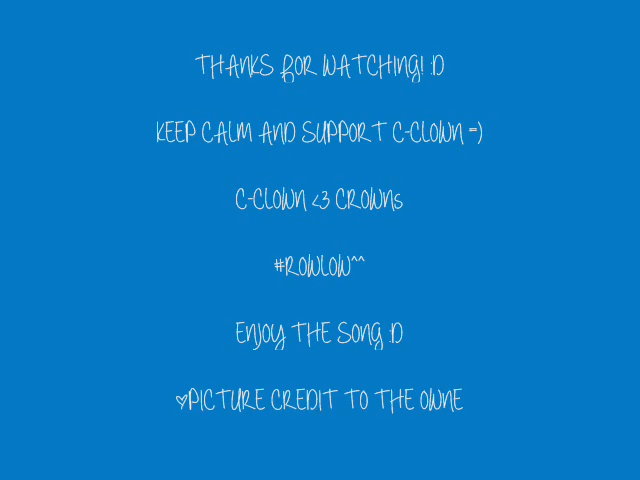 THANKS FOR WATCHING! :D
KEEP CALM AND SUPPORT C-CLOWN =)
C-CLOWN <3 CROWNS
#ROWLOW^^
ENJOY THE SONG :D
♥PICTURE CREDIT TO THE OWNE